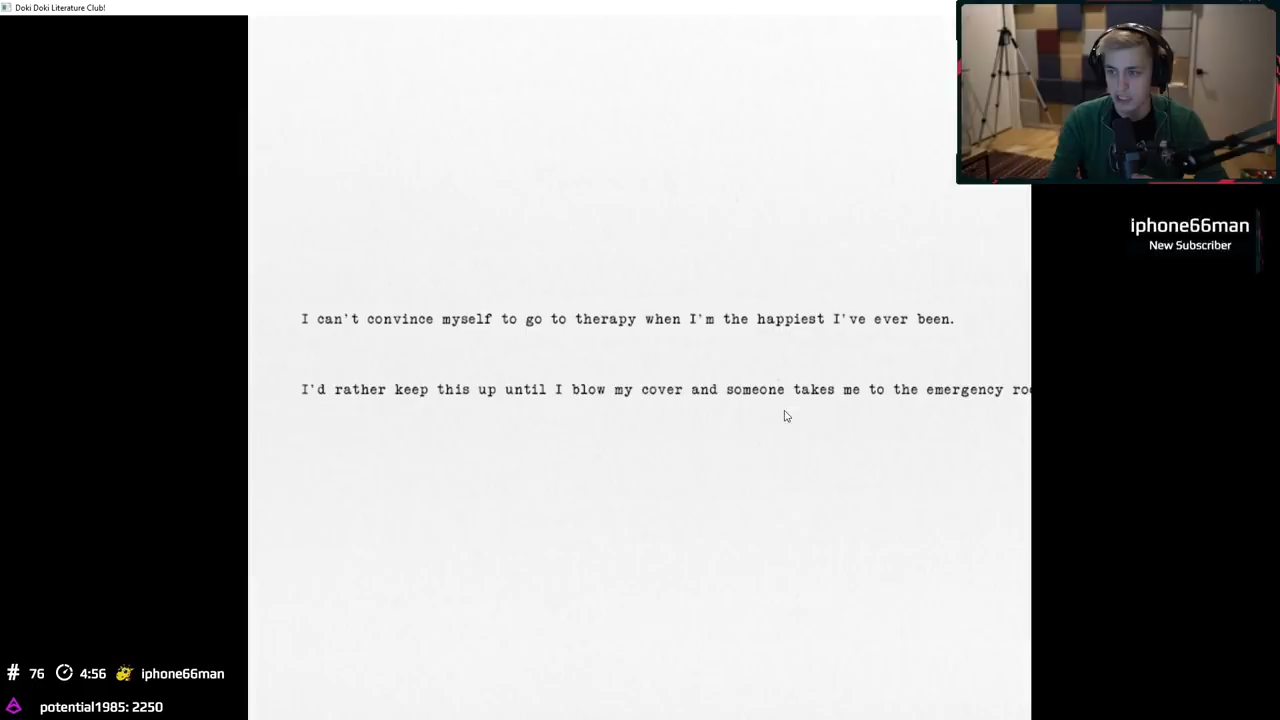 Doki Doki Literature Club!
iphone66man
New Subscriber
I can't convince myself to go to therapy when I'm the happiest I've ever been.
I'd rather keep this up until I blow my cover and someone takes me to the emergency
# 76 4:56 iphone66man
potential1985: 2250